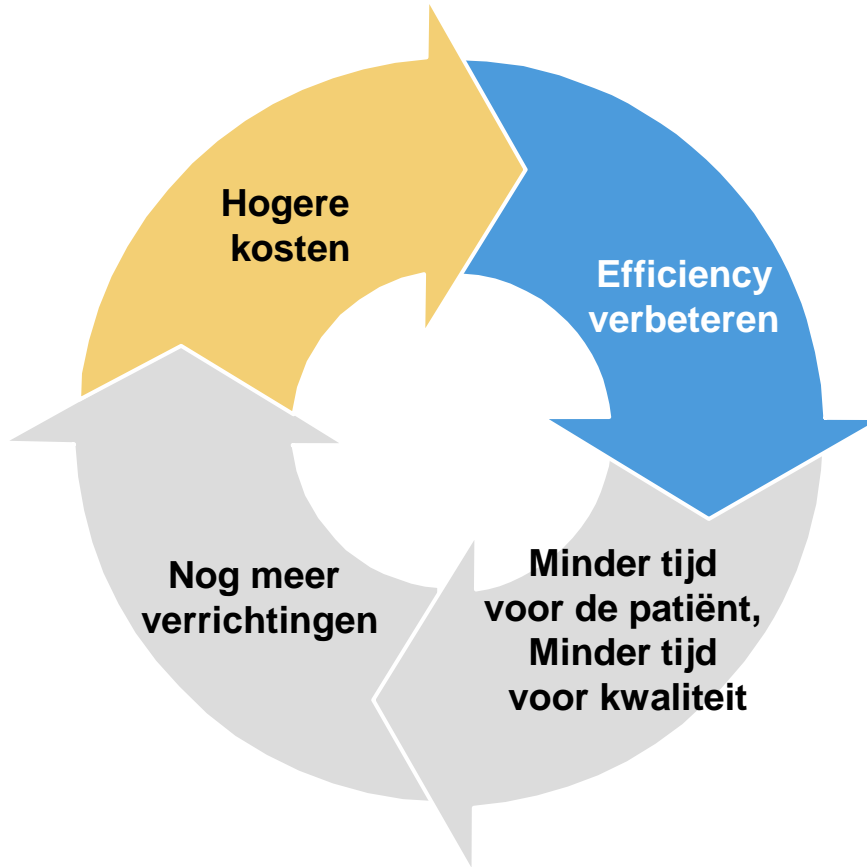 Hogere
kosten
Efficiency
verbeteren
Minder tijd
voor de patiënt,
Minder tijd
voor kwaliteit
Nog meer
verrichtingen